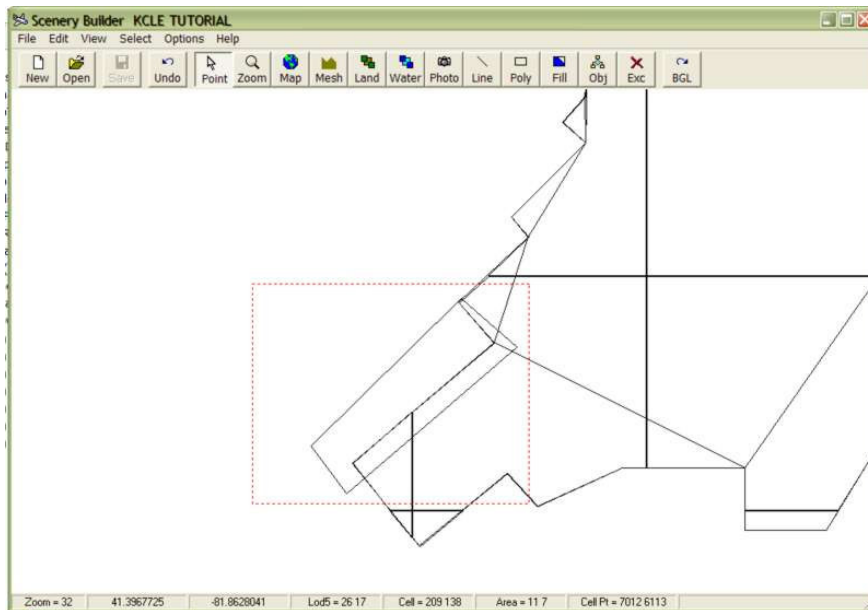 Scenery Builder KCLE TUTORIAL
File Edit View Select Options Help
New Open Save Undo Point Zoom Map Mesh Land Water Photo Line Poly Fill Obj Exc BGL
Zoom = 32 41.3967725 -81.8628041 Lod5 = 26 17 Cell = 209 138 Area = 11 7 Cell Pt = 7012 6113